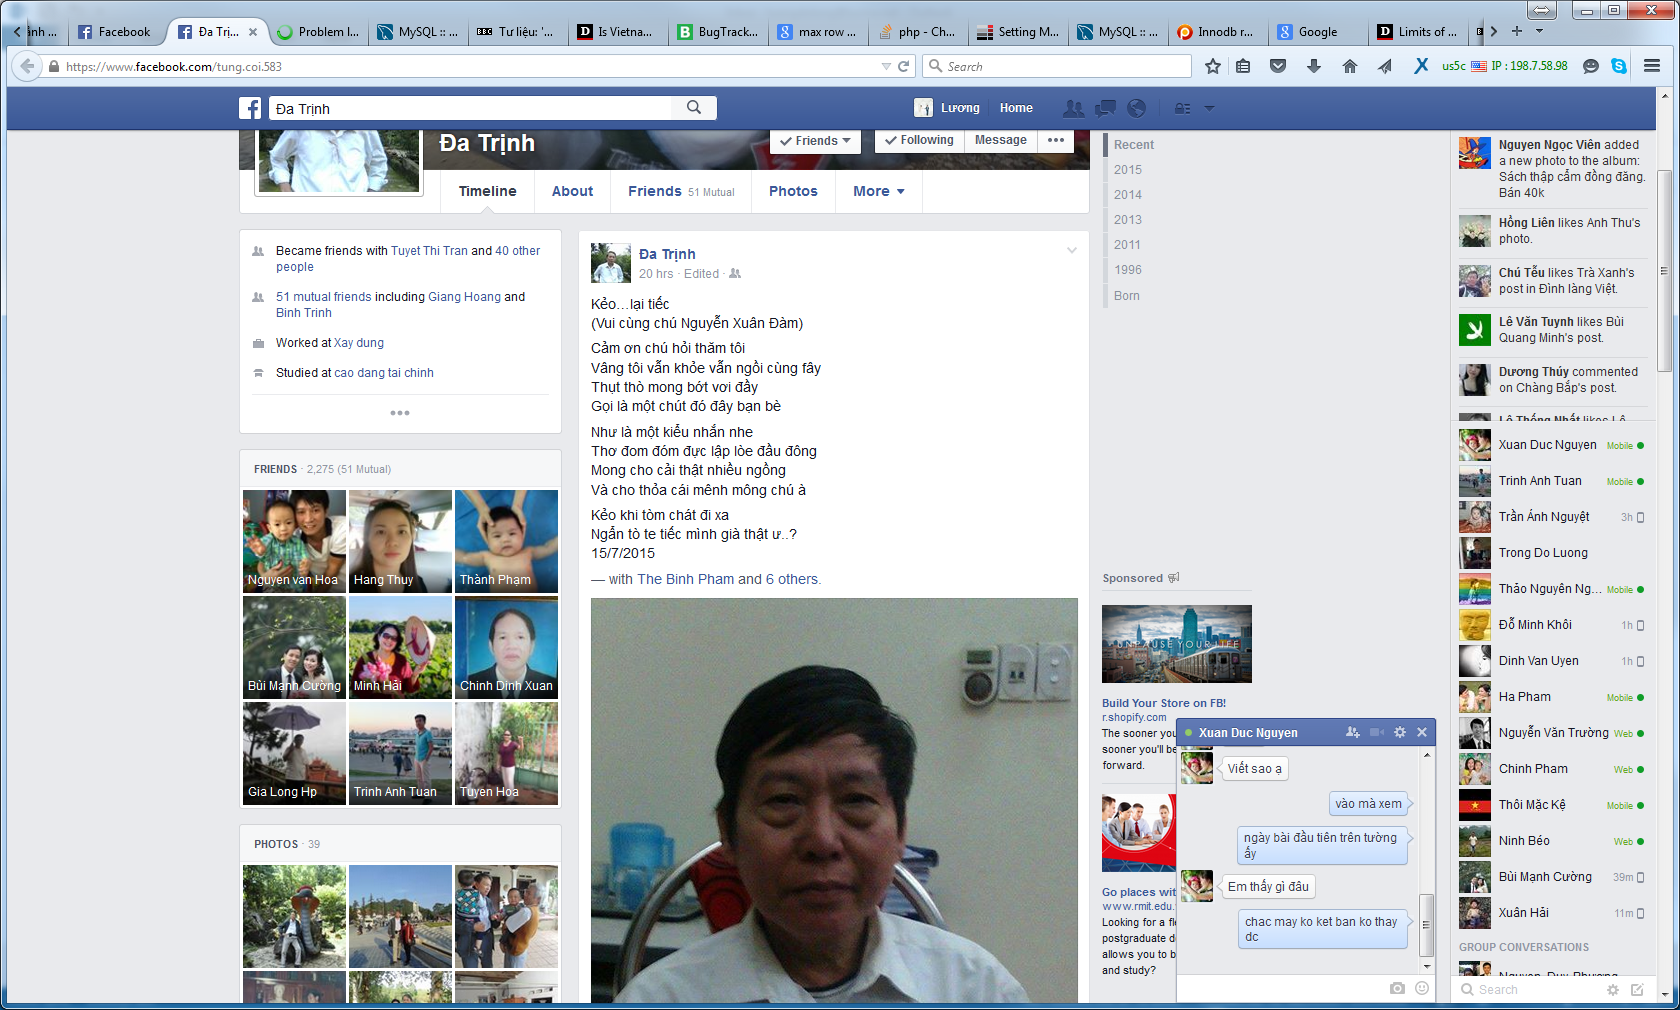 ành ...
Facebook
Đa Trị...
Problem l...
MySQL :: ...
BBC Tư liệu: '...
D Is Vietna...
B BugTrack...
8 max row ...
php - Ch...
Setting M...
MySQL :: ...
Innodb r...
8 Google
D Limits of ...
https://www.facebook.com/tung.coi.583
Search
us5c IP : 198.7.58.98
Đa Trịnh
Lương Home
Đa Trịnh
Friends
Following Message
Timeline About Friends 51 Mutual Photos More
Became friends with Tuyet Thi Tran and 40 other
people
51 mutual friends including Giang Hoang and
Binh Trinh
Worked at Xay dung
Studied at cao dang tai chinh
FRIENDS · 2,275 (51 Mutual)
Nguyen van Hoa
Hang Thuy
Thành Phạm
Bùi Mạnh Cường
Minh Hải
Chinh Dinh Xuan
Gia Long Hp
Trinh Anh Tuan
Tuyen Hoa
PHOTOS · 39
Đa Trịnh
20 hrs · Edited ·
Kẻo...lại tiếc
(Vui cùng chú Nguyễn Xuân Đàm)
Cảm ơn chú hỏi thăm tôi
Vâng tôi vẫn khỏe vẫn ngồi cùng fây
Thụt thò mong bớt vơi đầy
Gọi là một chút đó đây bạn bè
Như là một kiểu nhắn nhe
Thơ đom đóm đực lập lòe đầu đông
Mong cho cải thật nhiều ngồng
Và cho thỏa cái mênh mông chú à
Kẻo khi tòm chát đi xa
Ngẩn tò te tiếc mình già thật ư..?
15/7/2015
— with The Binh Pham and 6 others.
Recent
2015
2014
2013
2011
1996
Born
Sponsored
UNPAUSE YOUR LIFE
Build Your Store on FB!
r.shopify.com
The sooner you
sooner you'll be
forward.
Go places wit
www.rmit.edu.
Looking for a fl
postgraduate d
allows you to b
and study?
Xuan Duc Nguyen
Viết sao ạ
vào mà xem
ngày bài đầu tiên trên tường
ấy
Em thấy gì đâu
chac may ko ket ban ko thay
dc
Nguyen Ngọc Viên added
a new photo to the album:
Sách thập cẩm đồng đăng.
Bán 40k
Hồng Liên likes Anh Thu's
photo.
Chú Tễu likes Trà Xanh's
post in Đình làng Việt.
Lê Văn Tuynh likes Bùi
Quang Minh's post.
Dương Thúy commented
on Chàng Bắp's post.
Lê Thống Nhất likes Lê
Xuan Duc Nguyen Mobile
Trinh Anh Tuan Mobile
Trần Ánh Nguyệt 3h
Trong Do Luong
Thảo Nguyên Ng... Mobile
Đỗ Minh Khôi 1h
Dinh Van Uyen 1h
Ha Pham Mobile
Nguyễn Văn Trường Web
Chinh Pham Web
Thôi Mặc Kệ Mobile
Ninh Béo Web
Bùi Mạnh Cường 39m
Xuân Hải 11m
GROUP CONVERSATIONS
Nguyen, Duy Phuong
Search